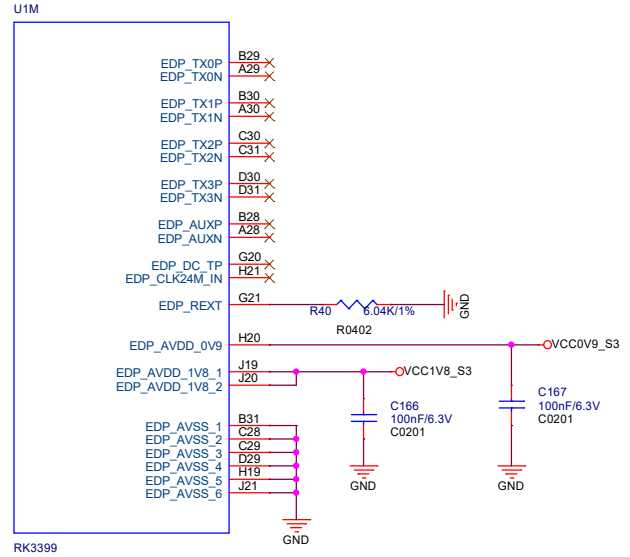 U1M
EDP_TX0P B29
EDP_TX0N A29
EDP_TX1P B30
EDP_TX1N A30
EDP_TX2P C30
EDP_TX2N C31
EDP_TX3P D30
EDP_TX3N D31
EDP_AUXP B28
EDP_AUXN A28
EDP_DC_TP G20
EDP_CLK24M_IN H21
EDP_REXT G21
R40 6.04K/1% GND
R0402
EDP_AVDD_0V9 H20 VCC0V9_S3
EDP_AVDD_1V8_1 J19 VCC1V8_S3
EDP_AVDD_1V8_2 J20
C167
100nF/6.3V
C0201
C166
100nF/6.3V
C0201
EDP_AVSS_1 B31
EDP_AVSS_2 C28
EDP_AVSS_3 C29
EDP_AVSS_4 D29
EDP_AVSS_5 H19
EDP_AVSS_6 J21
GND GND
GND
RK3399